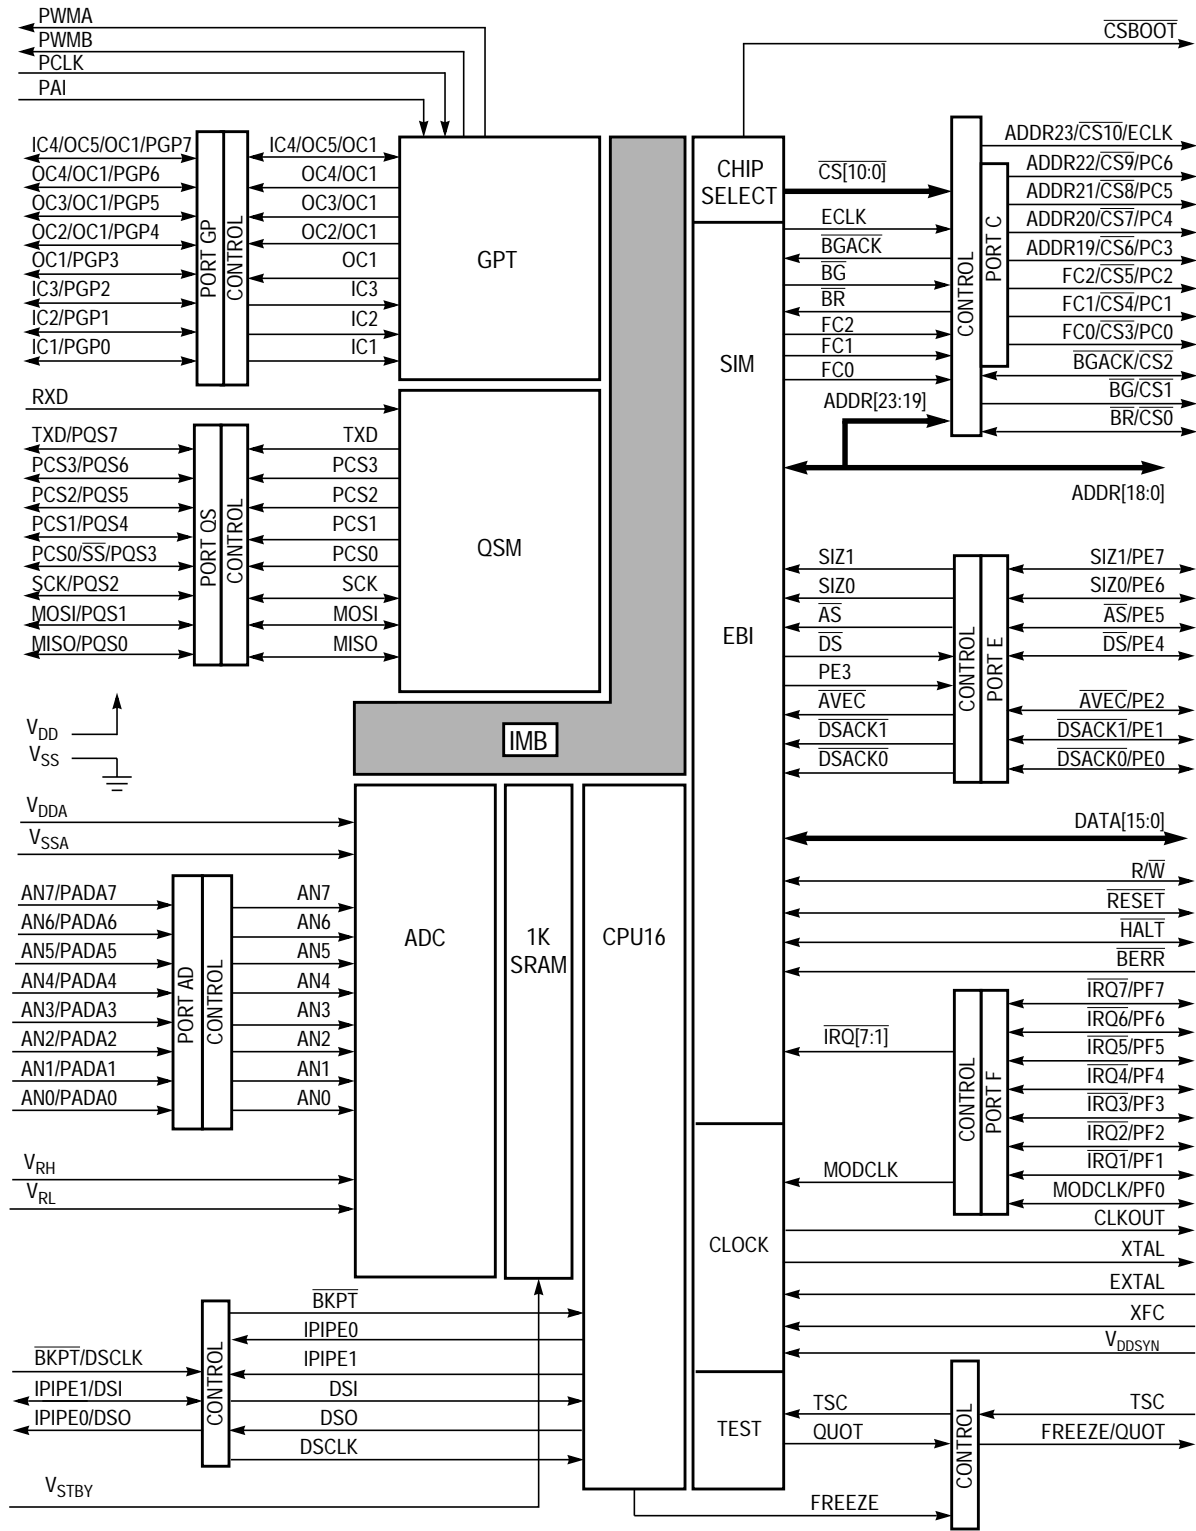 PWMA
PWMB
PCLK
PAI
IC4/OC5/OC1/PGP7
OC4/OC1/PGP6
OC3/OC1/PGP5
OC2/OC1/PGP4
OC1/PGP3
IC3/PGP2
IC2/PGP1
IC1/PGP0
PORT GP
CONTROL
IC4/OC5/OC1
OC4/OC1
OC3/OC1
OC2/OC1
OC1
IC3
IC2
IC1
GPT
RXD
TXD/PQS7
PCS3/PQS6
PCS2/PQS5
PCS1/PQS4
PCS0/SS/PQS3
SCK/PQS2
MOSI/PQS1
MISO/PQS0
PORT QS
CONTROL
TXD
PCS3
PCS2
PCS1
PCS0
SCK
MOSI
MISO
QSM
VDD
VSS
IMB
VDDA
VSSA
AN7/PADA7
AN6/PADA6
AN5/PADA5
AN4/PADA4
AN3/PADA3
AN2/PADA2
AN1/PADA1
AN0/PADA0
PORT AD
CONTROL
AN7
AN6
AN5
AN4
AN3
AN2
AN1
AN0
VRH
VRL
ADC
1K
SRAM
CPU16
BKPT/DSCLK
IPIPE1/DSI
IPIPE0/DSO
CONTROL
BKPT
IPIPE0
IPIPE1
DSI
DSO
DSCLK
VSTBY
CSBOOT
CHIP
SELECT
SIM
EBI
CLOCK
TEST
CS[10:0]
ECLK
BGACK
BG
BR
FC2
FC1
FC0
ADDR[23:19]
CONTROL
PORT C
ADDR23/CS10/ECLK
ADDR22/CS9/PC6
ADDR21/CS8/PC5
ADDR20/CS7/PC4
ADDR19/CS6/PC3
FC2/CS5/PC2
FC1/CS4/PC1
FC0/CS3/PC0
BGACK/CS2
BG/CS1
BR/CS0
ADDR[18:0]
SIZ1
SIZ0
AS
DS
PE3
AVEC
DSACK1
DSACK0
CONTROL
PORT E
SIZ1/PE7
SIZ0/PE6
AS/PE5
DS/PE4
AVEC/PE2
DSACK1/PE1
DSACK0/PE0
DATA[15:0]
R/W
RESET
HALT
BERR
IRQ[7:1]
MODCLK
CONTROL
PORT F
IRQ7/PF7
IRQ6/PF6
IRQ5/PF5
IRQ4/PF4
IRQ3/PF3
IRQ2/PF2
IRQ1/PF1
MODCLK/PF0
CLKOUT
XTAL
EXTAL
XFC
VDDSYN
TSC
QUOT
FREEZE
CONTROL
TSC
FREEZE/QUOT